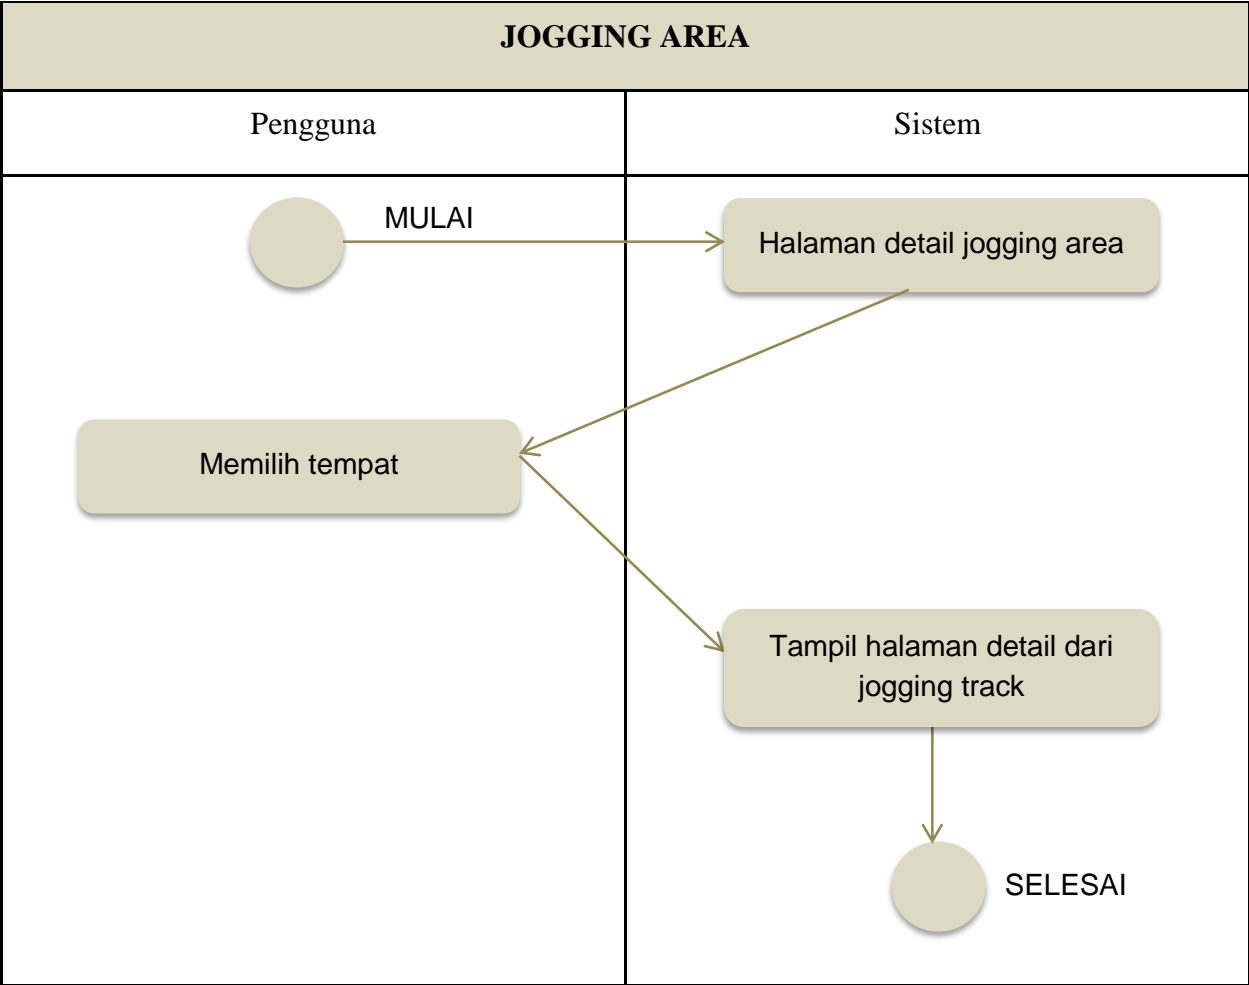 JOGGING AREA
Pengguna
Sistem
MULAI
Halaman detail jogging area
Memilih tempat
Tampil halaman detail dari
jogging track
SELESAI